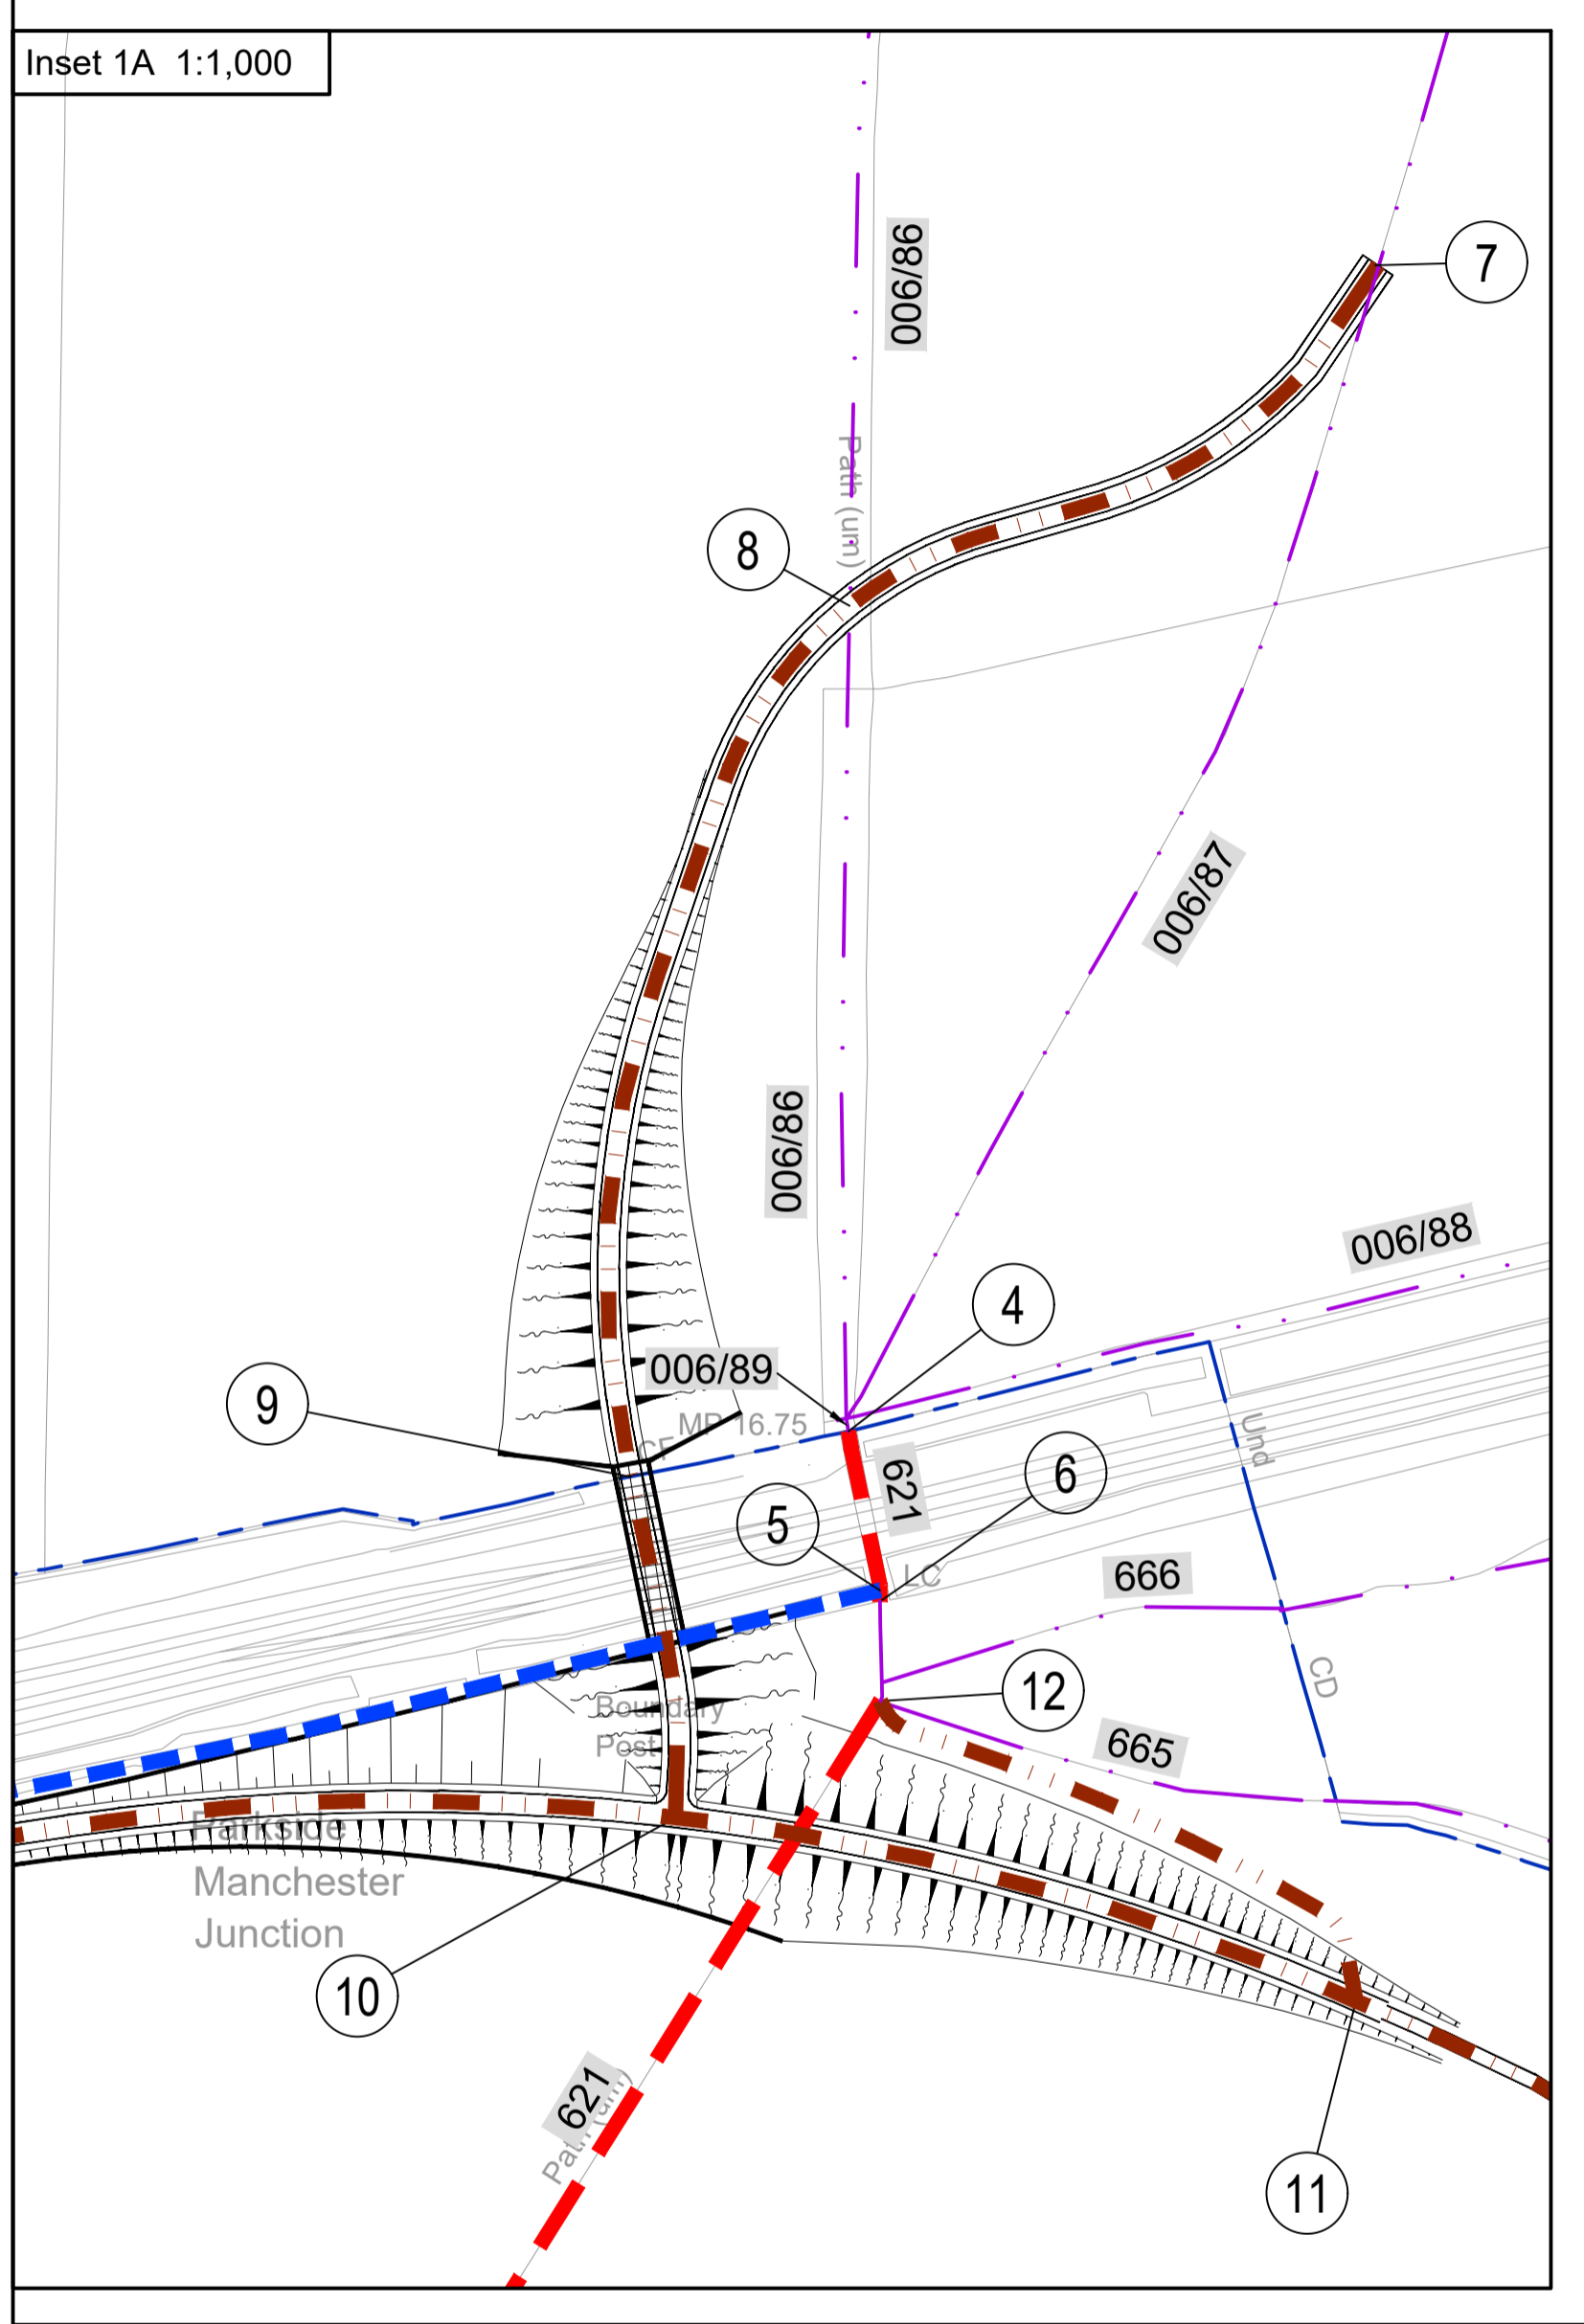 Inset 1A 1:1,000
006/86
7
Path (um)
8
006/87
006/86
006/88
4
006/89
9
MP 16.75
CF
Und
621
6
5
LC
666
12
CD
Boundary
Post
665
Parkside
Manchester
Junction
10
621
Path (um)
11